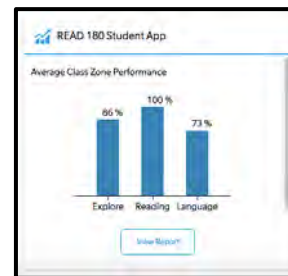 READ 180 Student App
Average Class Zone Performance
86 %
100 %
73 %
Explore Reading Language
View Report